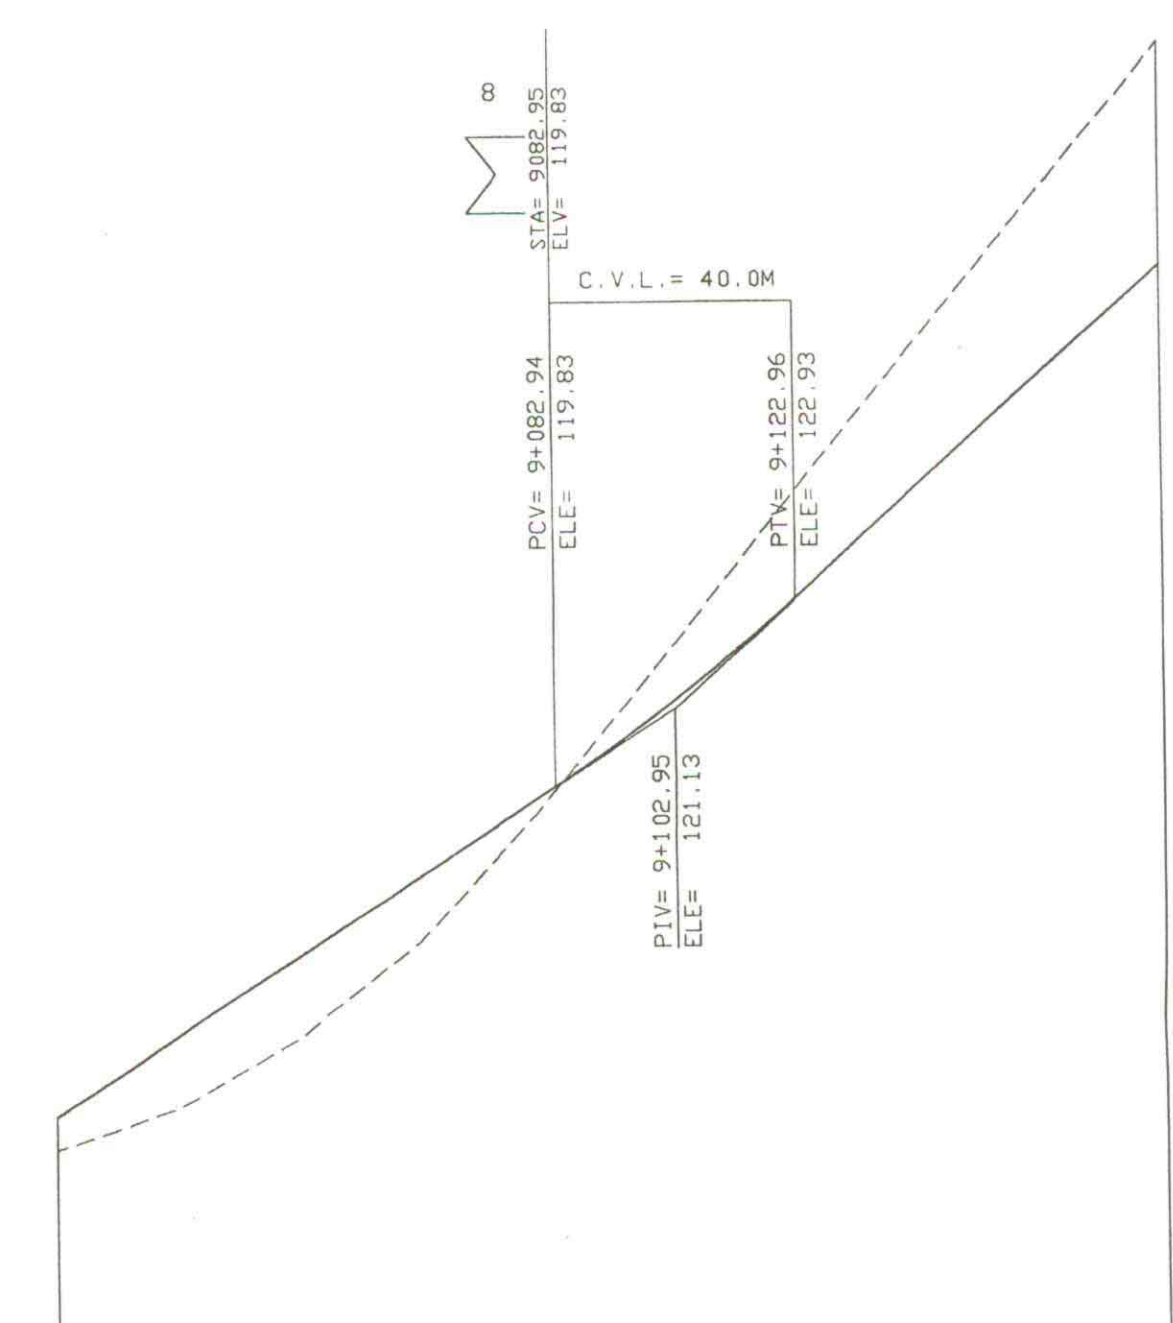 8
STA= 9082.95
ELV= 119.83
C.V.L.= 40.0M
PCV= 9+082.94
ELE= 119.83
PTV= 9+122.96
ELE= 122.93
PIV= 9+102.95
ELE= 121.13